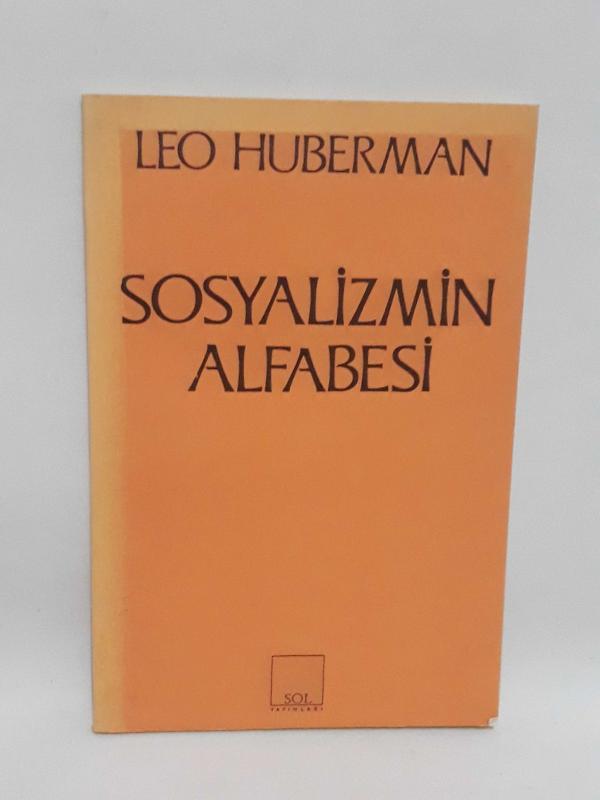 LEO HUBERMAN
SOSYALİZMİN
ALFABESİ
SOL
YAYINLARI